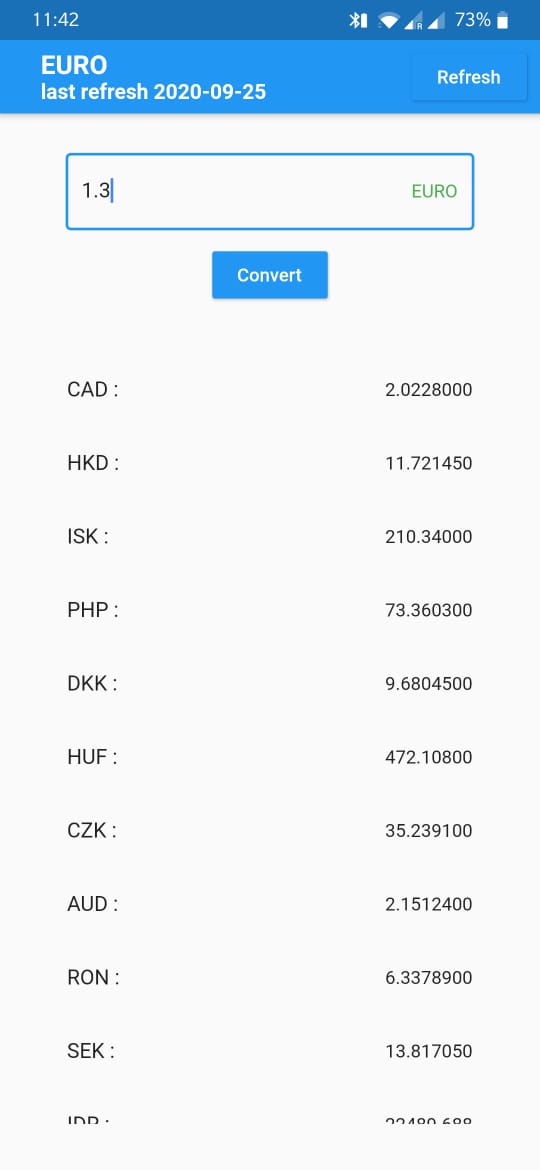 11:42
R 73%
EURO
last refresh 2020-09-25
Refresh
1.3 EURO
Convert
CAD : 2.0228000
HKD : 11.721450
ISK : 210.34000
PHP : 73.360300
DKK : 9.6804500
HUF : 472.10800
CZK : 35.239100
AUD : 2.1512400
RON : 6.3378900
SEK : 13.817050